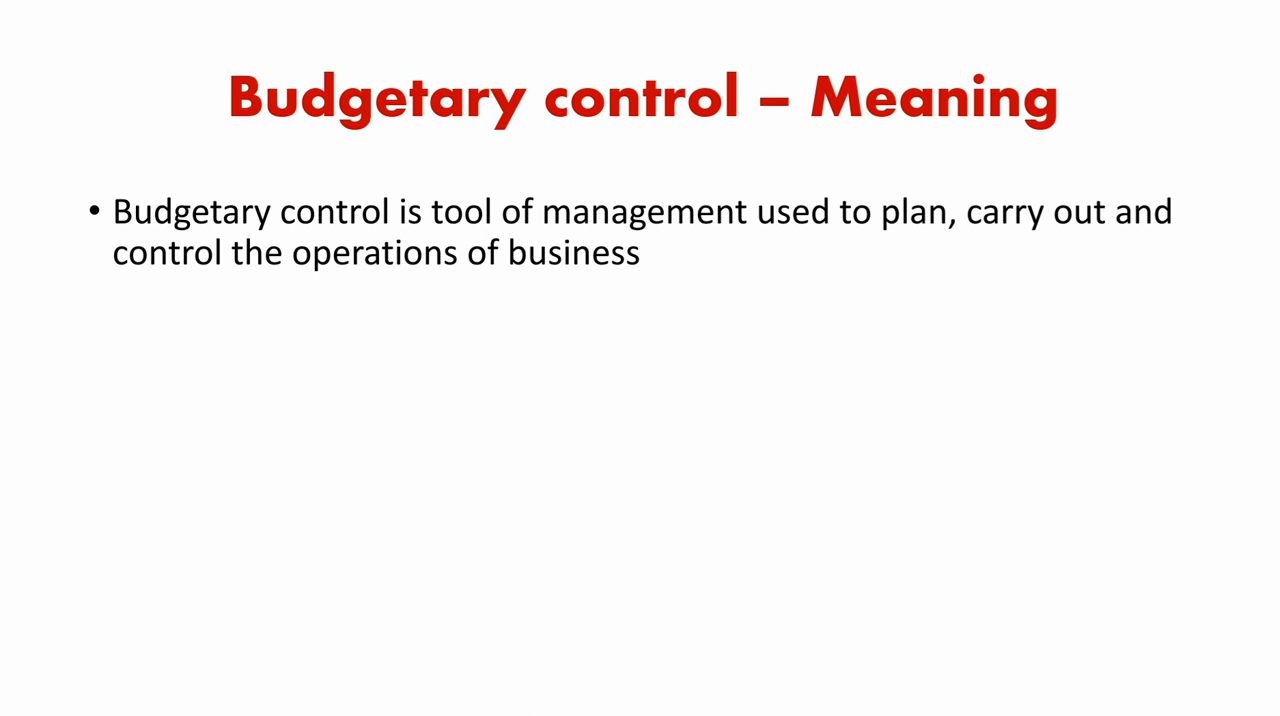 Budgetary control – Meaning
• Budgetary control is tool of management used to plan, carry out and
control the operations of business